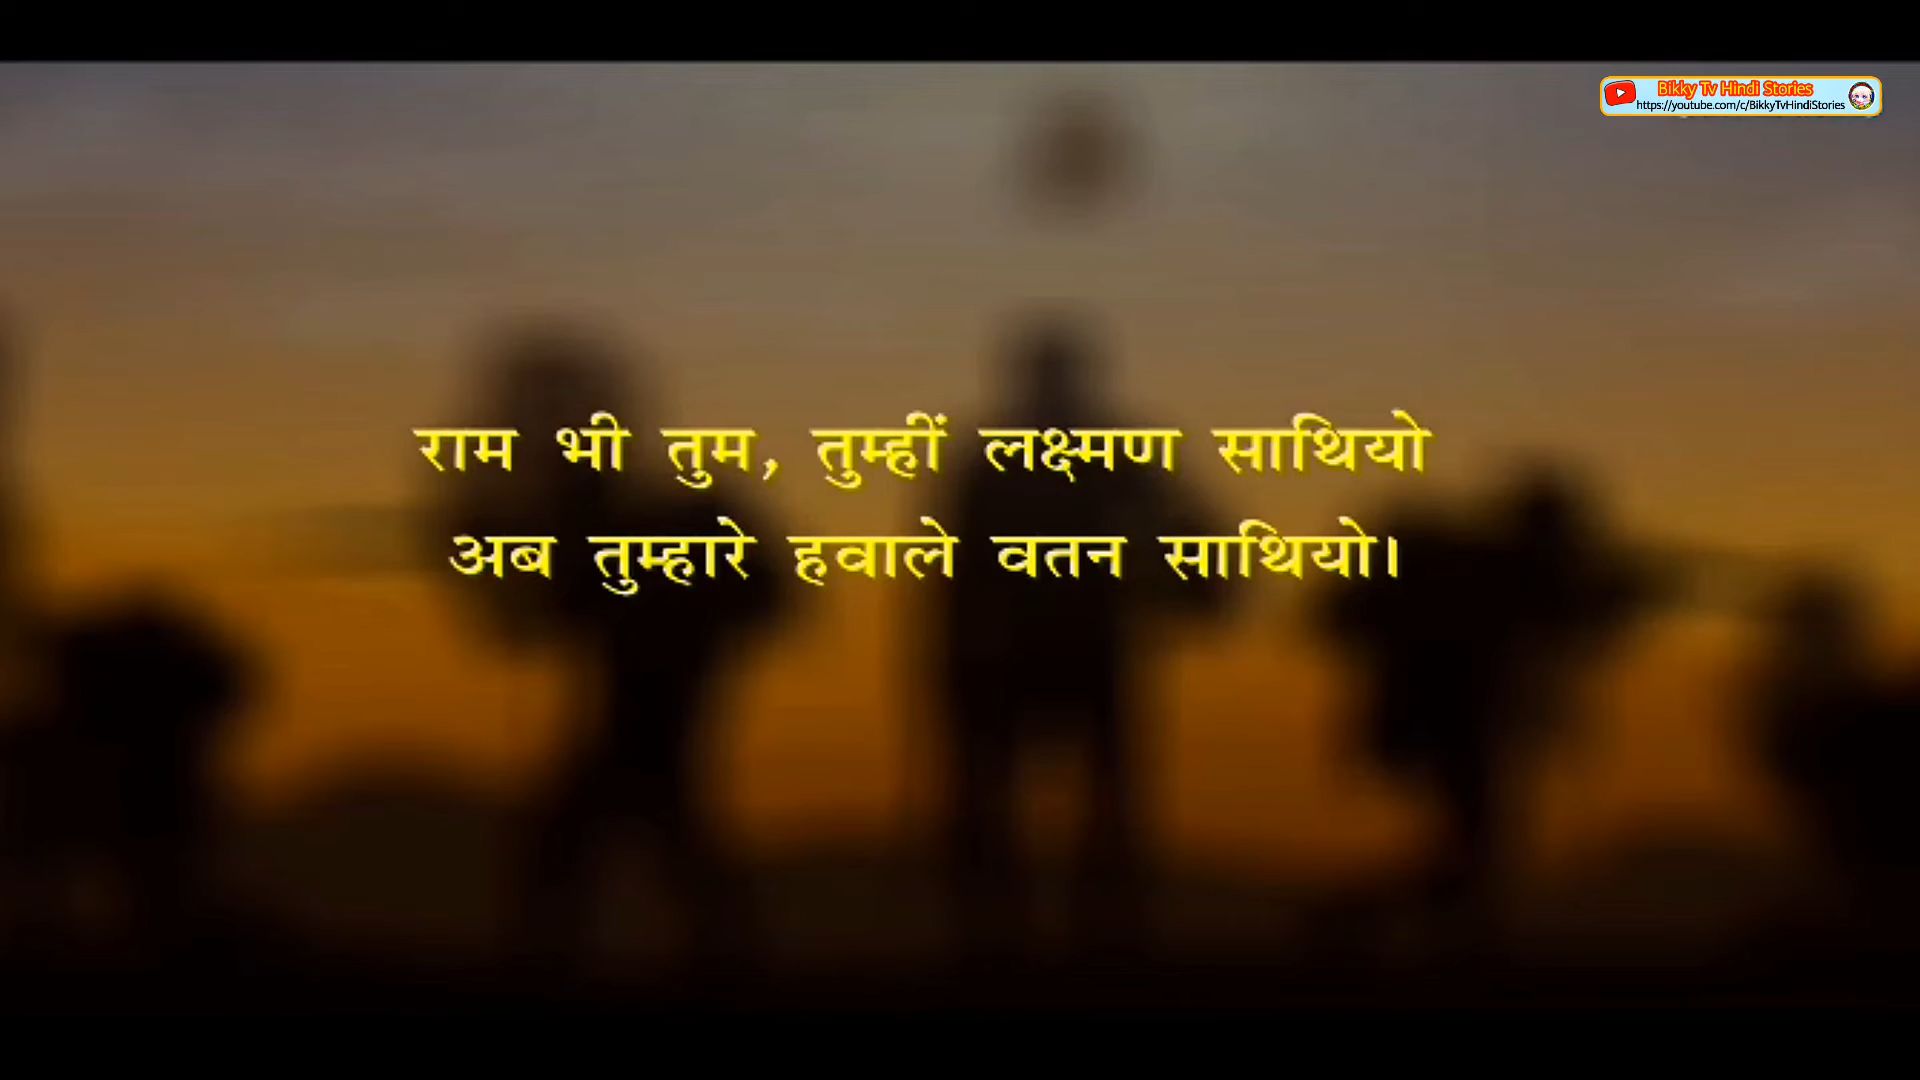 Bikky Tv Hindi Stories
https://youtube.com/c/BikkyTvHindiStories
राम भी तुम, तुम्हीं लक्ष्मण साथियो
अब तुम्हारे हवाले वतन साथियो।